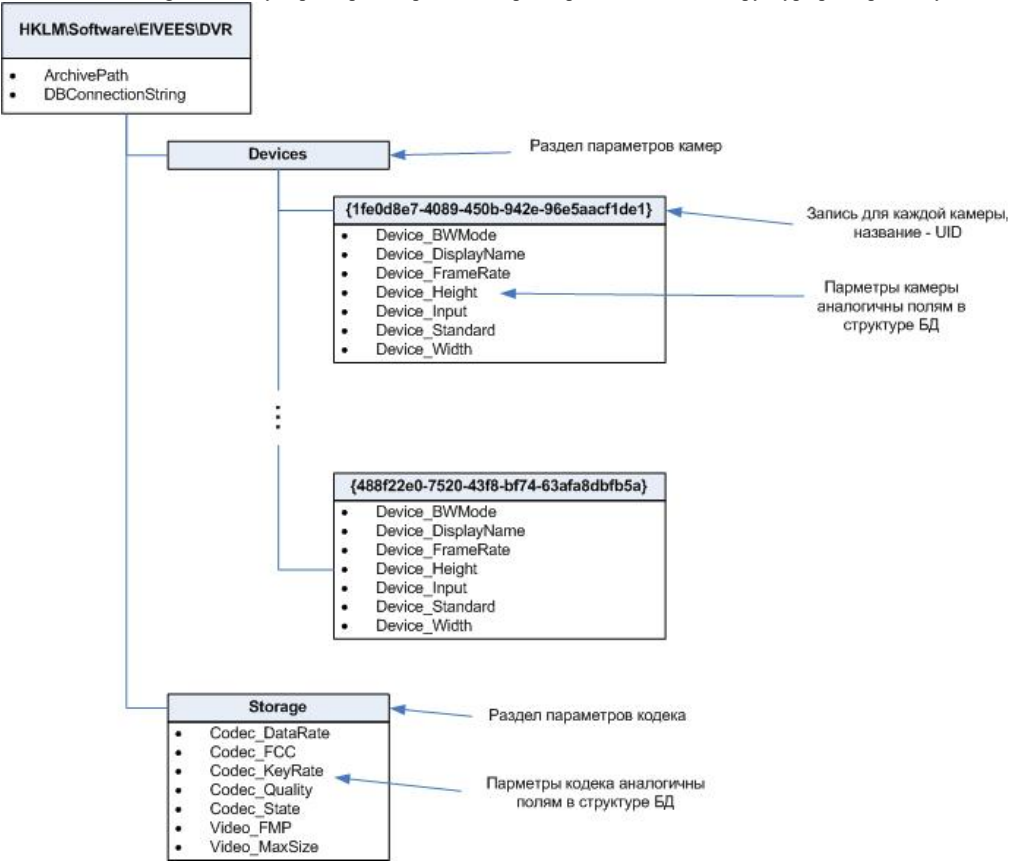 HKLM\Software\ElVEES\DVR
• ArchivePath
• DBConnectionString
Devices
Раздел параметров камер
{1fe0d8e7-4089-450b-942e-96e5aacf1de1}
• Device_BWMode
• Device_DisplayName
• Device_FrameRate
• Device_Height
• Device_Input
• Device_Standard
• Device_Width
Запись для каждой камеры,
название - UID
Парметры камеры
аналогичны полям в
структуре БД
...
{488f22e0-7520-43f8-bf74-63afa8dbfb5a}
• Device_BWMode
• Device_DisplayName
• Device_FrameRate
• Device_Height
• Device_Input
• Device_Standard
• Device_Width
Storage
Раздел параметров кодека
• Codec_DataRate
• Codec_FCC
• Codec_KeyRate
• Codec_Quality
• Codec_State
• Video_FMP
• Video_MaxSize
Парметры кодека аналогичны
полям в структуре БД